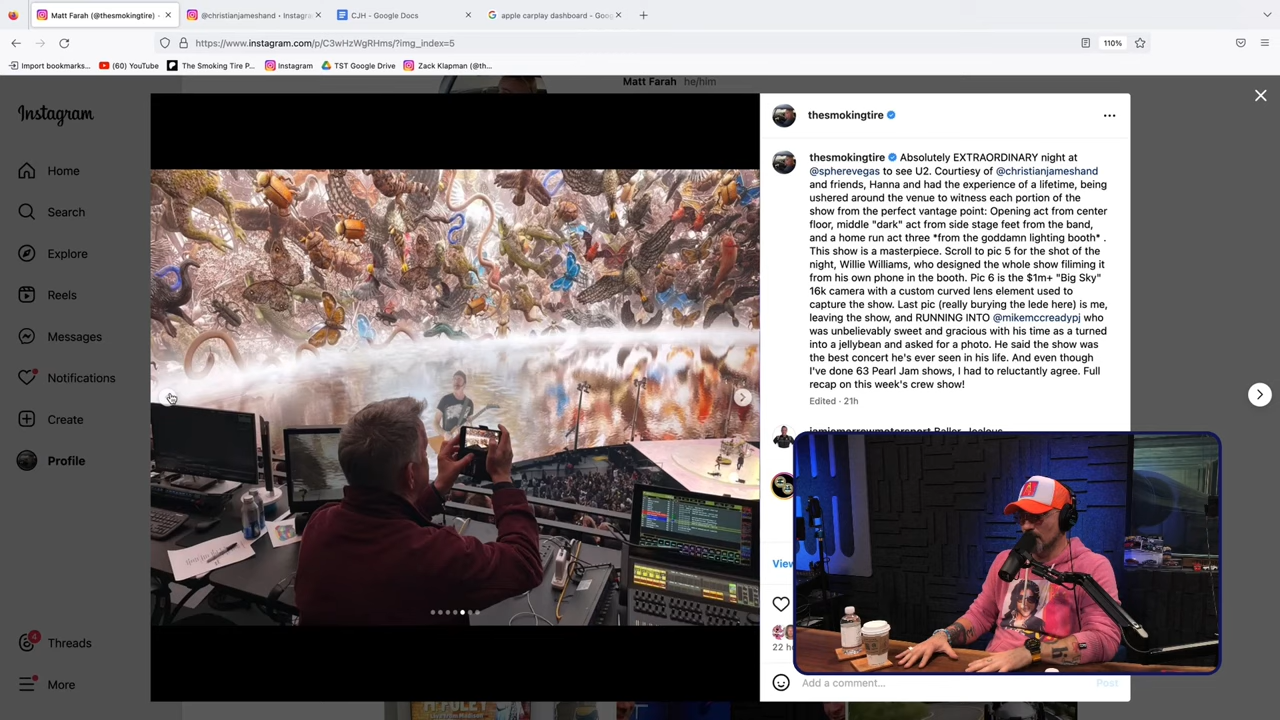 Matt Farah (@thesmokingtire) •
@christianjameshand • Instagra
CJH - Google Docs
apple carplay dashboard - Goo
https://www.instagram.com/p/C3wHzWgRHms/?img_index=5
110%
Import bookmarks...
(60) YouTube
The Smoking Tire P...
Instagram
TST Google Drive
Zack Klapman (@th...
Matt Farah he/him
Instagram
Home
Search
Explore
Reels
Messages
Notifications
Create
Profile
4
Threads
More
thesmokingtire
thesmokingtire Absolutely EXTRAORDINARY night at
@spherevegas to see U2. Courtesy of @christianjameshand
and friends, Hanna and had the experience of a lifetime, being
ushered around the venue to witness each portion of the
show from the perfect vantage point: Opening act from center
floor, middle "dark" act from side stage feet from the band,
and a home run act three *from the goddamn lighting booth* .
This show is a masterpiece. Scroll to pic 5 for the shot of the
night, Willie Williams, who designed the whole show filiming it
from his own phone in the booth. Pic 6 is the $1m+ "Big Sky"
16k camera with a custom curved lens element used to
capture the show. Last pic (really burying the lede here) is me,
leaving the show, and RUNNING INTO @mikemccreadypj who
was unbelievably sweet and gracious with his time as a turned
into a jellybean and asked for a photo. He said the show was
the best concert he's ever seen in his life. And even though
I've done 63 Pearl Jam shows, I had to reluctantly agree. Full
recap on this week's crew show!
Edited · 21h
jamiemorrowmotorsport Baller. Jealous
View
22 h
Add a comment...
Post